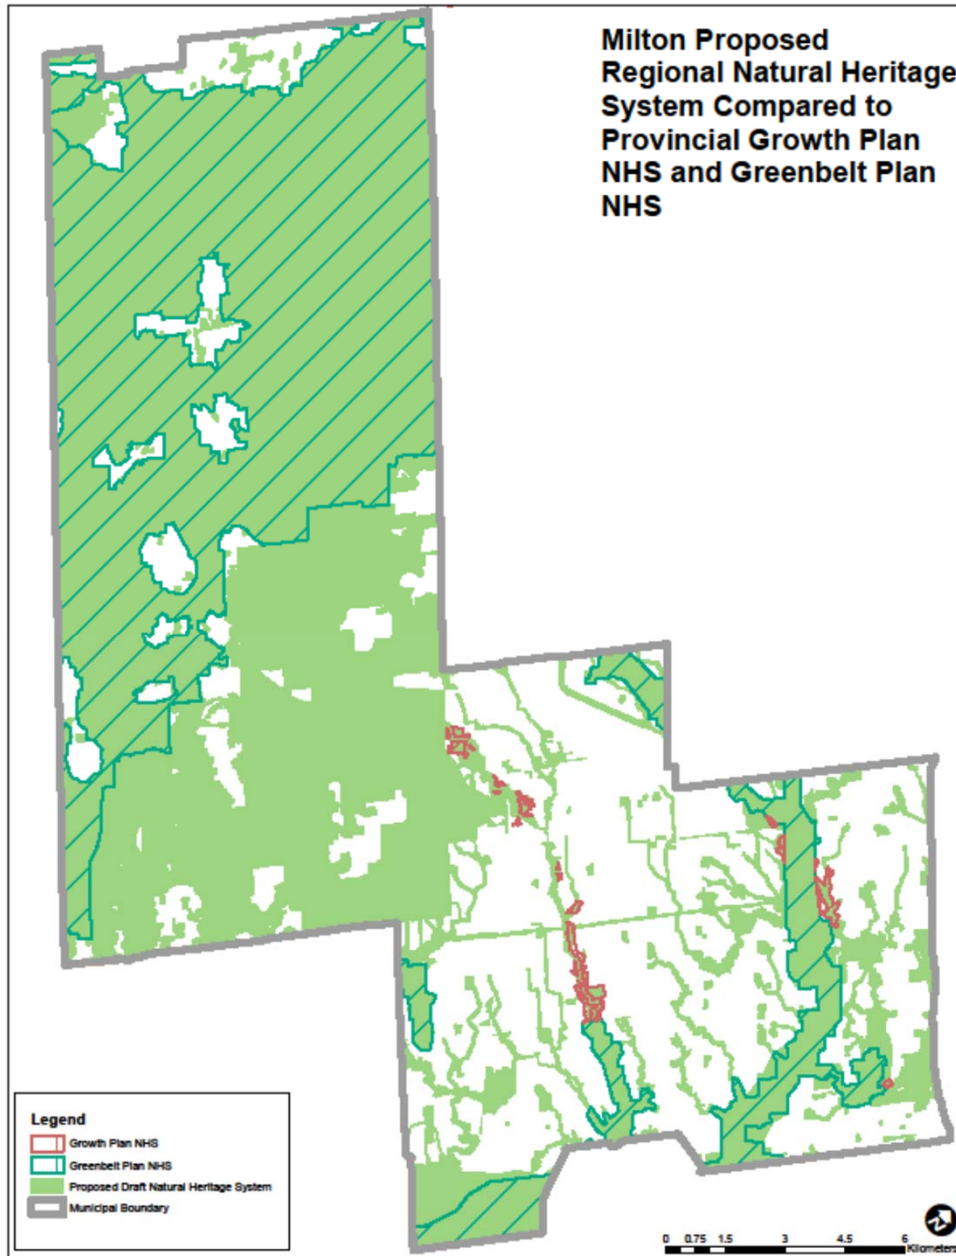 Milton Proposed
Regional Natural Heritage
System Compared to
Provincial Growth Plan
NHS and Greenbelt Plan
NHS
Legend
Growth Plan NHS
Greenbelt Plan NHS
Proposed Draft Natural Heritage System
Municipal Boundary
0 0.75 1.5 3 4.5 6
Kilometers